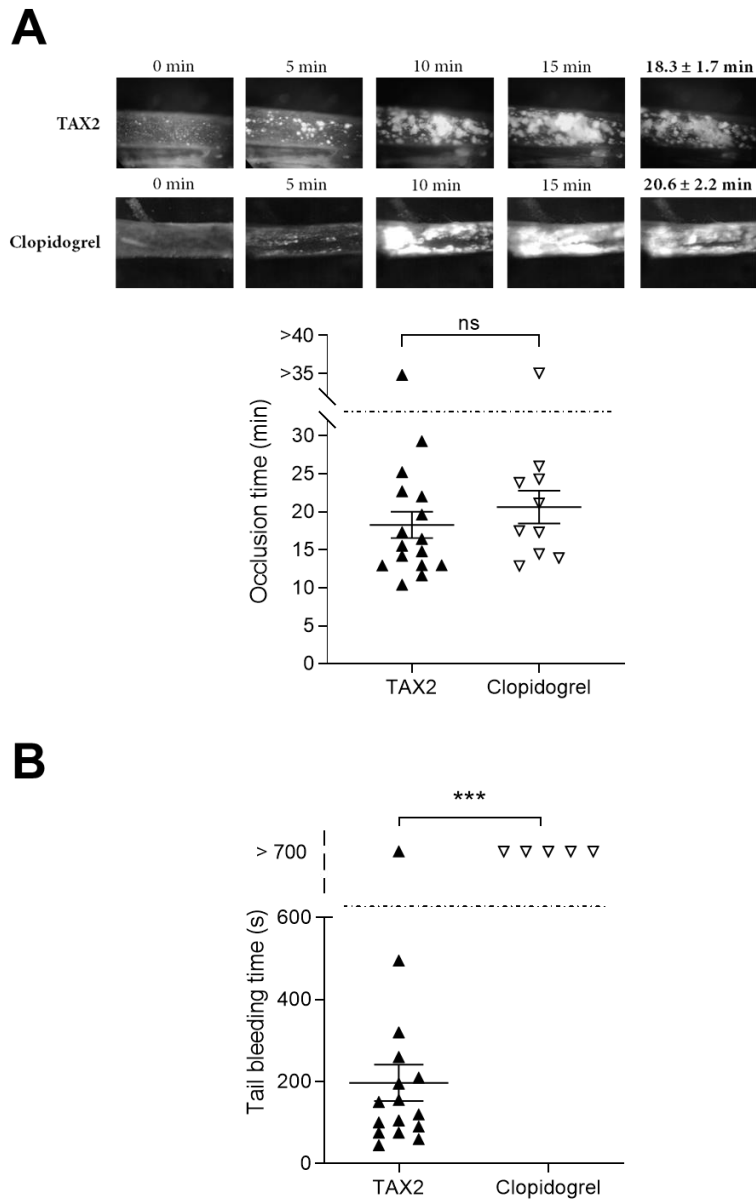 A
0 min 5 min 10 min 15 min 18.3 ± 1.7 min
TAX2
0 min 5 min 10 min 15 min 20.6 ± 2.2 min
Clopidogrel
ns
>40
>35
30
25
20
15
10
5
0
Occlusion time (min)
TAX2 Clopidogrel
B
***
> 700
600
400
200
0
Tail bleeding time (s)
TAX2 Clopidogrel